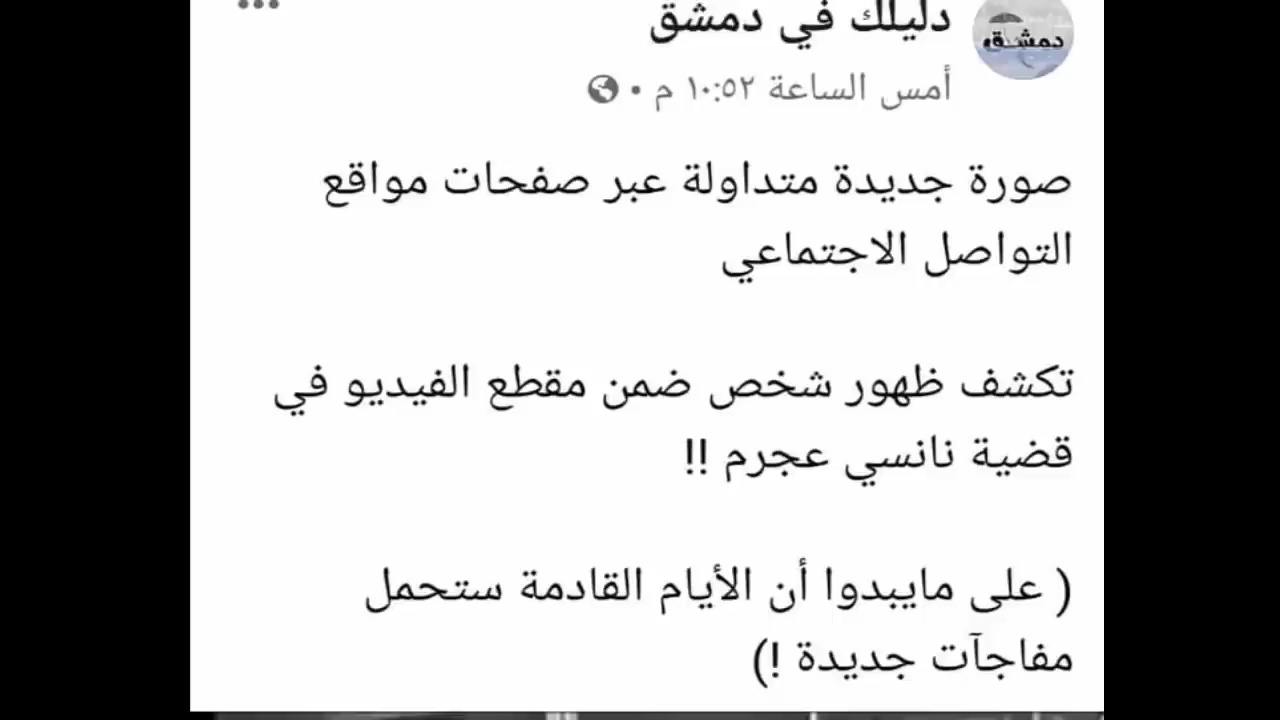 دليلك في دمشق
دمشق
أمس الساعة ١٠:٥٢ م •
صورة جديدة متداولة عبر صفحات مواقع
التواصل الاجتماعي
تكشف ظهور شخص ضمن مقطع الفيديو في
قضية نانسي عجرم !!
( على مايبدوا أن الأيام القادمة ستحمل
مفاجآت جديدة !)